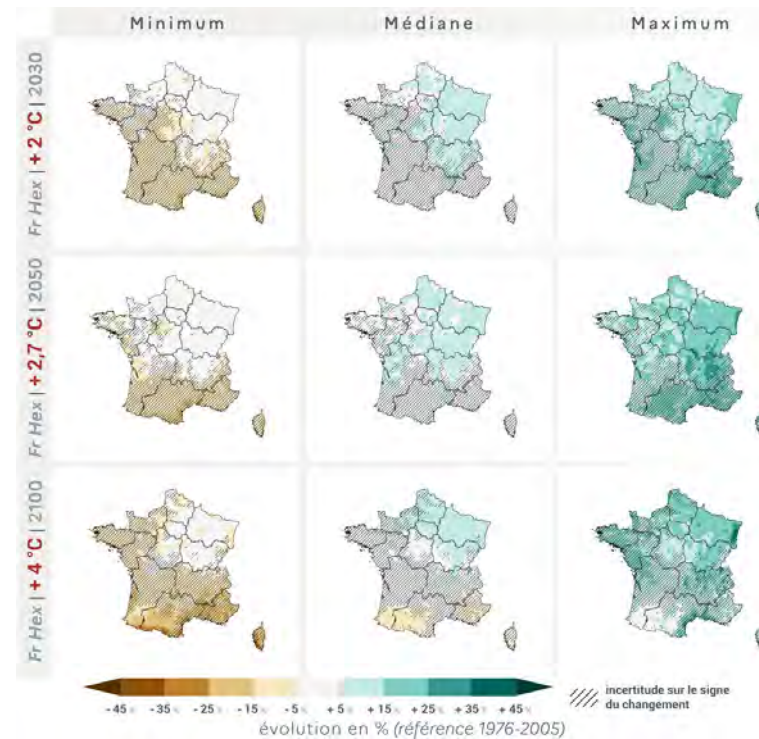 Minimum
Médiane
Maximum
Fr Hex | + 2 °C | 2030
Fr Hex | + 2,7 °C | 2050
Fr Hex | + 4 °C | 2100
- 45 % - 35 % - 25 % - 15 % - 5 % + 5 % + 15 % + 25 % + 35 % + 45 %
évolution en % (référence 1976-2005)
incertitude sur le signe
du changement